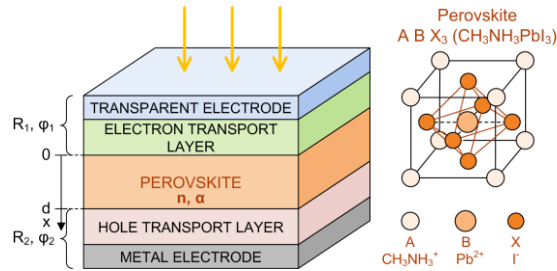 R₁, φ₁
TRANSPARENT ELECTRODE
ELECTRON TRANSPORT
LAYER
0
PEROVSKITE
n, α
d
x
HOLE TRANSPORT LAYER
R₂, φ₂
METAL ELECTRODE
Perovskite
A B X₃ (CH₃NH₃PbI₃)
A B X
CH₃NH₃⁺ Pb²⁺ I⁻